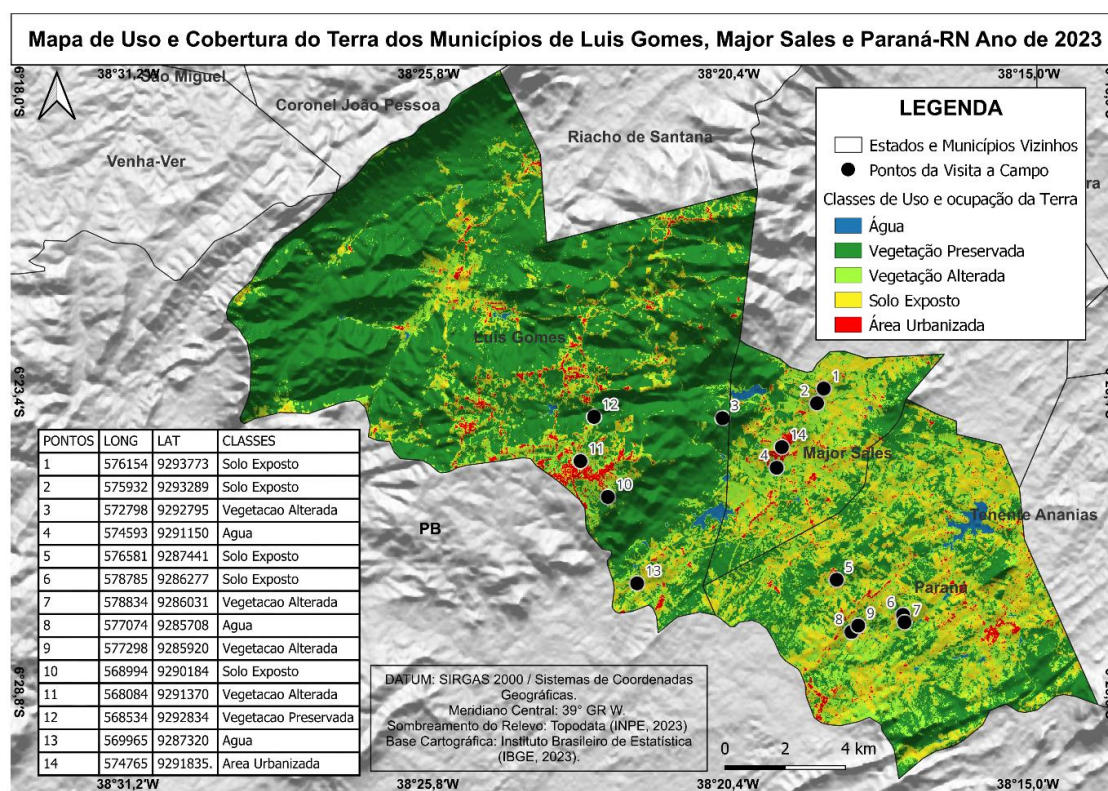 Mapa de Uso e Cobertura do Terra dos Municípios de Luis Gomes, Major Sales e Paraná-RN Ano de 2023
38°31,2'W 38°25,8'W 38°20,4'W 38°15,0'W
6°18,0'S
São Miguel
Coronel João Pessoa
Riacho de Santana
Venha-Ver
LEGENDA
Estados e Municípios Vizinhos
Pontos da Visita a Campo
Classes de Uso e ocupação da Terra
Água
Vegetação Preservada
Vegetação Alterada
Solo Exposto
Área Urbanizada
Luis Gomes
6°23,4'S
1
2
12
3
14
4
Major Sales
11
10
PB
Tenente Ananias
13
5
Paraná
6
7
9
8
PONTOS LONG LAT CLASSES
1 576154 9293773 Solo Exposto
2 575932 9293289 Solo Exposto
3 572798 9292795 Vegetacao Alterada
4 574593 9291150 Agua
5 576581 9287441 Solo Exposto
6 578785 9286277 Solo Exposto
7 578834 9286031 Vegetacao Alterada
8 577074 9285708 Agua
9 577298 9285920 Vegetacao Alterada
10 568994 9290184 Solo Exposto
11 568084 9291370 Vegetacao Alterada
12 568534 9292834 Vegetacao Preservada
13 569965 9287320 Agua
14 574765 9291835. Area Urbanizada
6°28,8'S
DATUM: SIRGAS 2000 / Sistemas de Coordenadas
Geográficas.
Meridiano Central: 39° GR W.
Sombreamento do Relevo: Topodata (INPE, 2023)
Base Cartográfica: Instituto Brasileiro de Estatística
(IBGE, 2023).
0 2 4 km
38°31,2'W 38°25,8'W 38°20,4'W 38°15,0'W